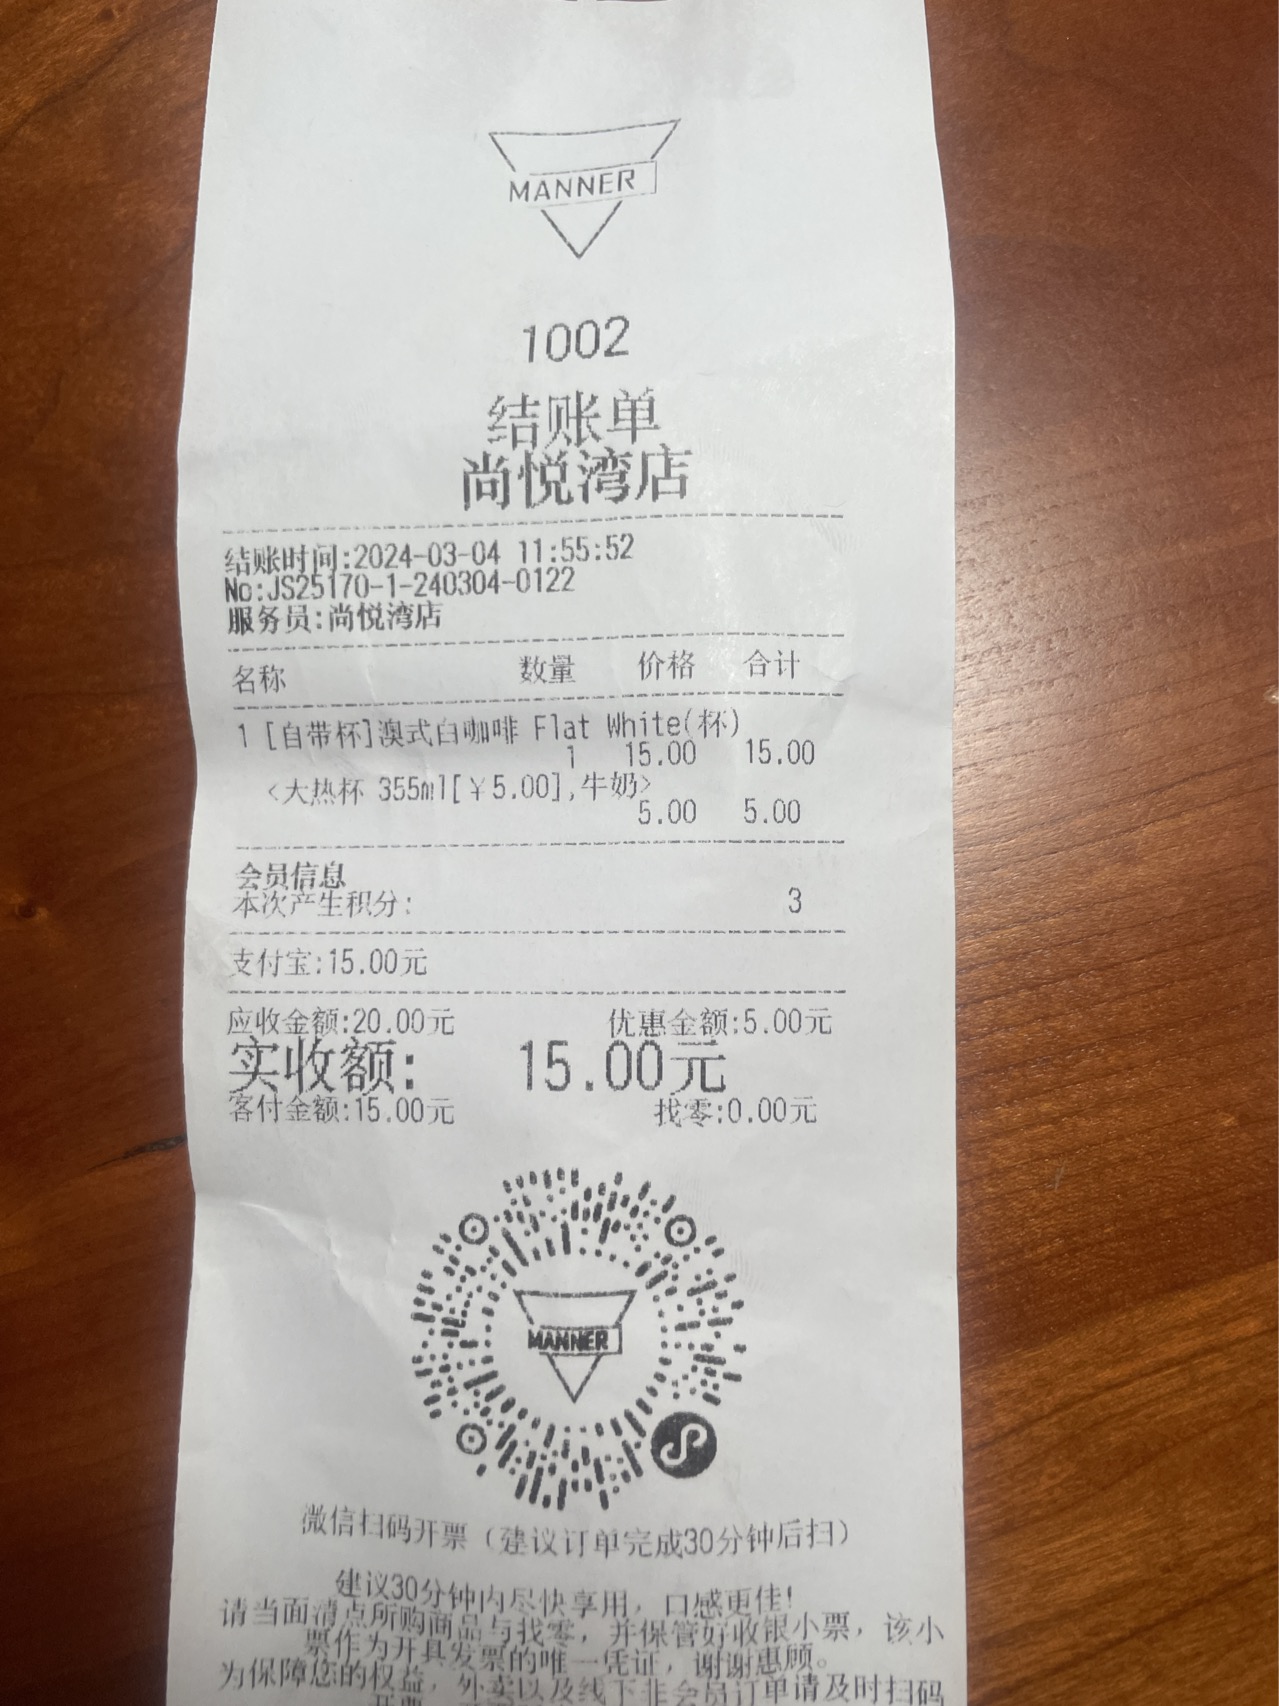 MANNER
1002
结账单
尚悦湾店
结账时间:2024-03-04 11:55:52
No:JS25170-1-240304-0122
服务员:尚悦湾店
名称 数量 价格 合计
1 [自带杯]澳式白咖啡 Flat White(杯)
1 15.00 15.00
<大热杯 355ml[¥5.00],牛奶>
5.00 5.00
会员信息
本次产生积分: 3
支付宝:15.00元
应收金额:20.00元 优惠金额:5.00元
实收额: 15.00元
客付金额:15.00元 找零:0.00元
MANNER
微信扫码开票（建议订单完成30分钟后扫）
建议30分钟内尽快享用，口感更佳!
请当面清点所购商品与找零，并保管好收银小票，该小
票作为开具发票的唯一凭证，谢谢惠顾。
为保障您的权益，外卖以及线下非会员订单请及时扫码
开票